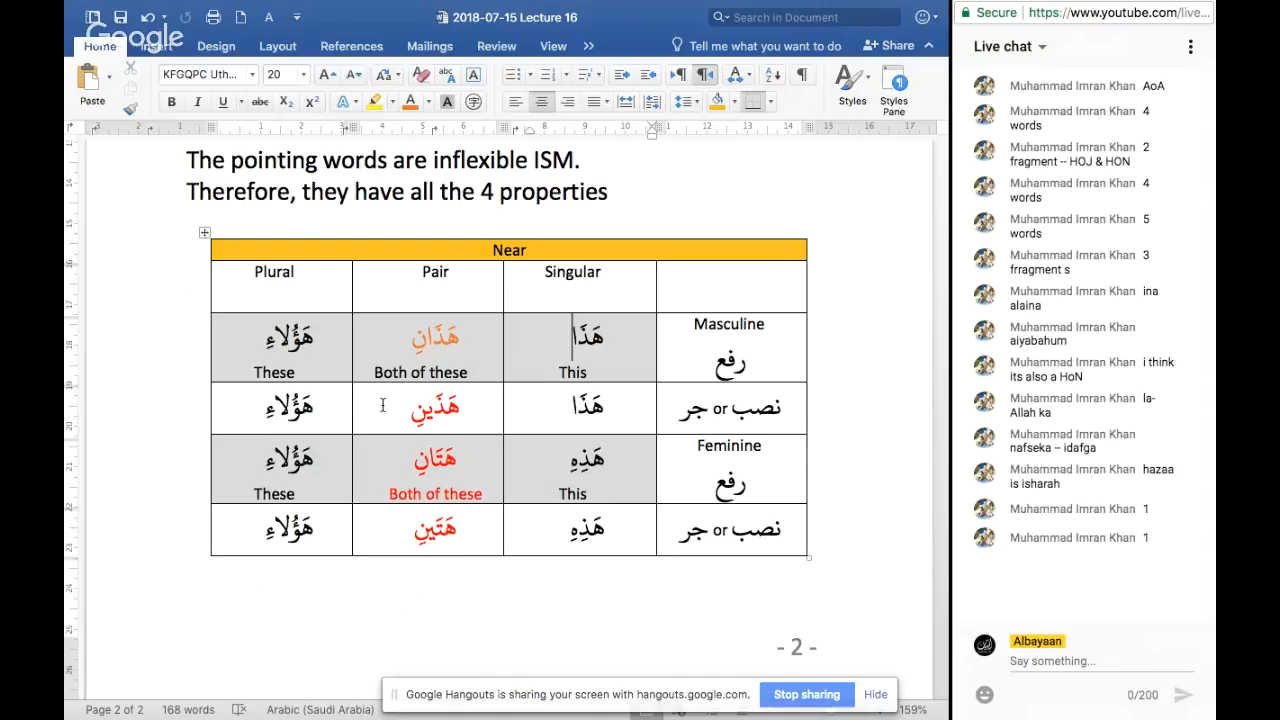 2018-07-15 Lecture 16
Search in Document
Google
Home Insert Design Layout References Mailings Review View
Tell me what you want to do
Share
Paste
KFGQPC Uth...
20
Styles
Styles Pane
The pointing words are inflexible ISM.
Therefore, they have all the 4 properties
Near
Plural Pair Singular
هَؤُلاءِ هَذَانِ هَذَا Masculine
These Both of these This رفع
هَؤُلاءِ هَذَينِ هَذَا نصب or جر
هَؤُلاءِ هَتَانِ هَذِهِ Feminine
These Both of these This رفع
هَؤُلاءِ هَتَينِ هَذِهِ نصب or جر
- 2 -
Google Hangouts is sharing your screen with hangouts.google.com.
Stop sharing
Hide
Page 2 of 2 168 words Arabic (Saudi Arabia) 159%
Secure https://www.youtube.com/live...
Live chat
Muhammad Imran Khan AoA
Muhammad Imran Khan 4
words
Muhammad Imran Khan 2
fragment -- HOJ & HON
Muhammad Imran Khan 4
words
Muhammad Imran Khan 5
words
Muhammad Imran Khan 3
frragment s
Muhammad Imran Khan ina
alaina
Muhammad Imran Khan
aiyabahum
Muhammad Imran Khan i think
its also a HoN
Muhammad Imran Khan la-
Allah ka
Muhammad Imran Khan
nafseka – idafga
Muhammad Imran Khan hazaa
is isharah
Muhammad Imran Khan 1
Muhammad Imran Khan 1
Albayaan
Say something...
0/200